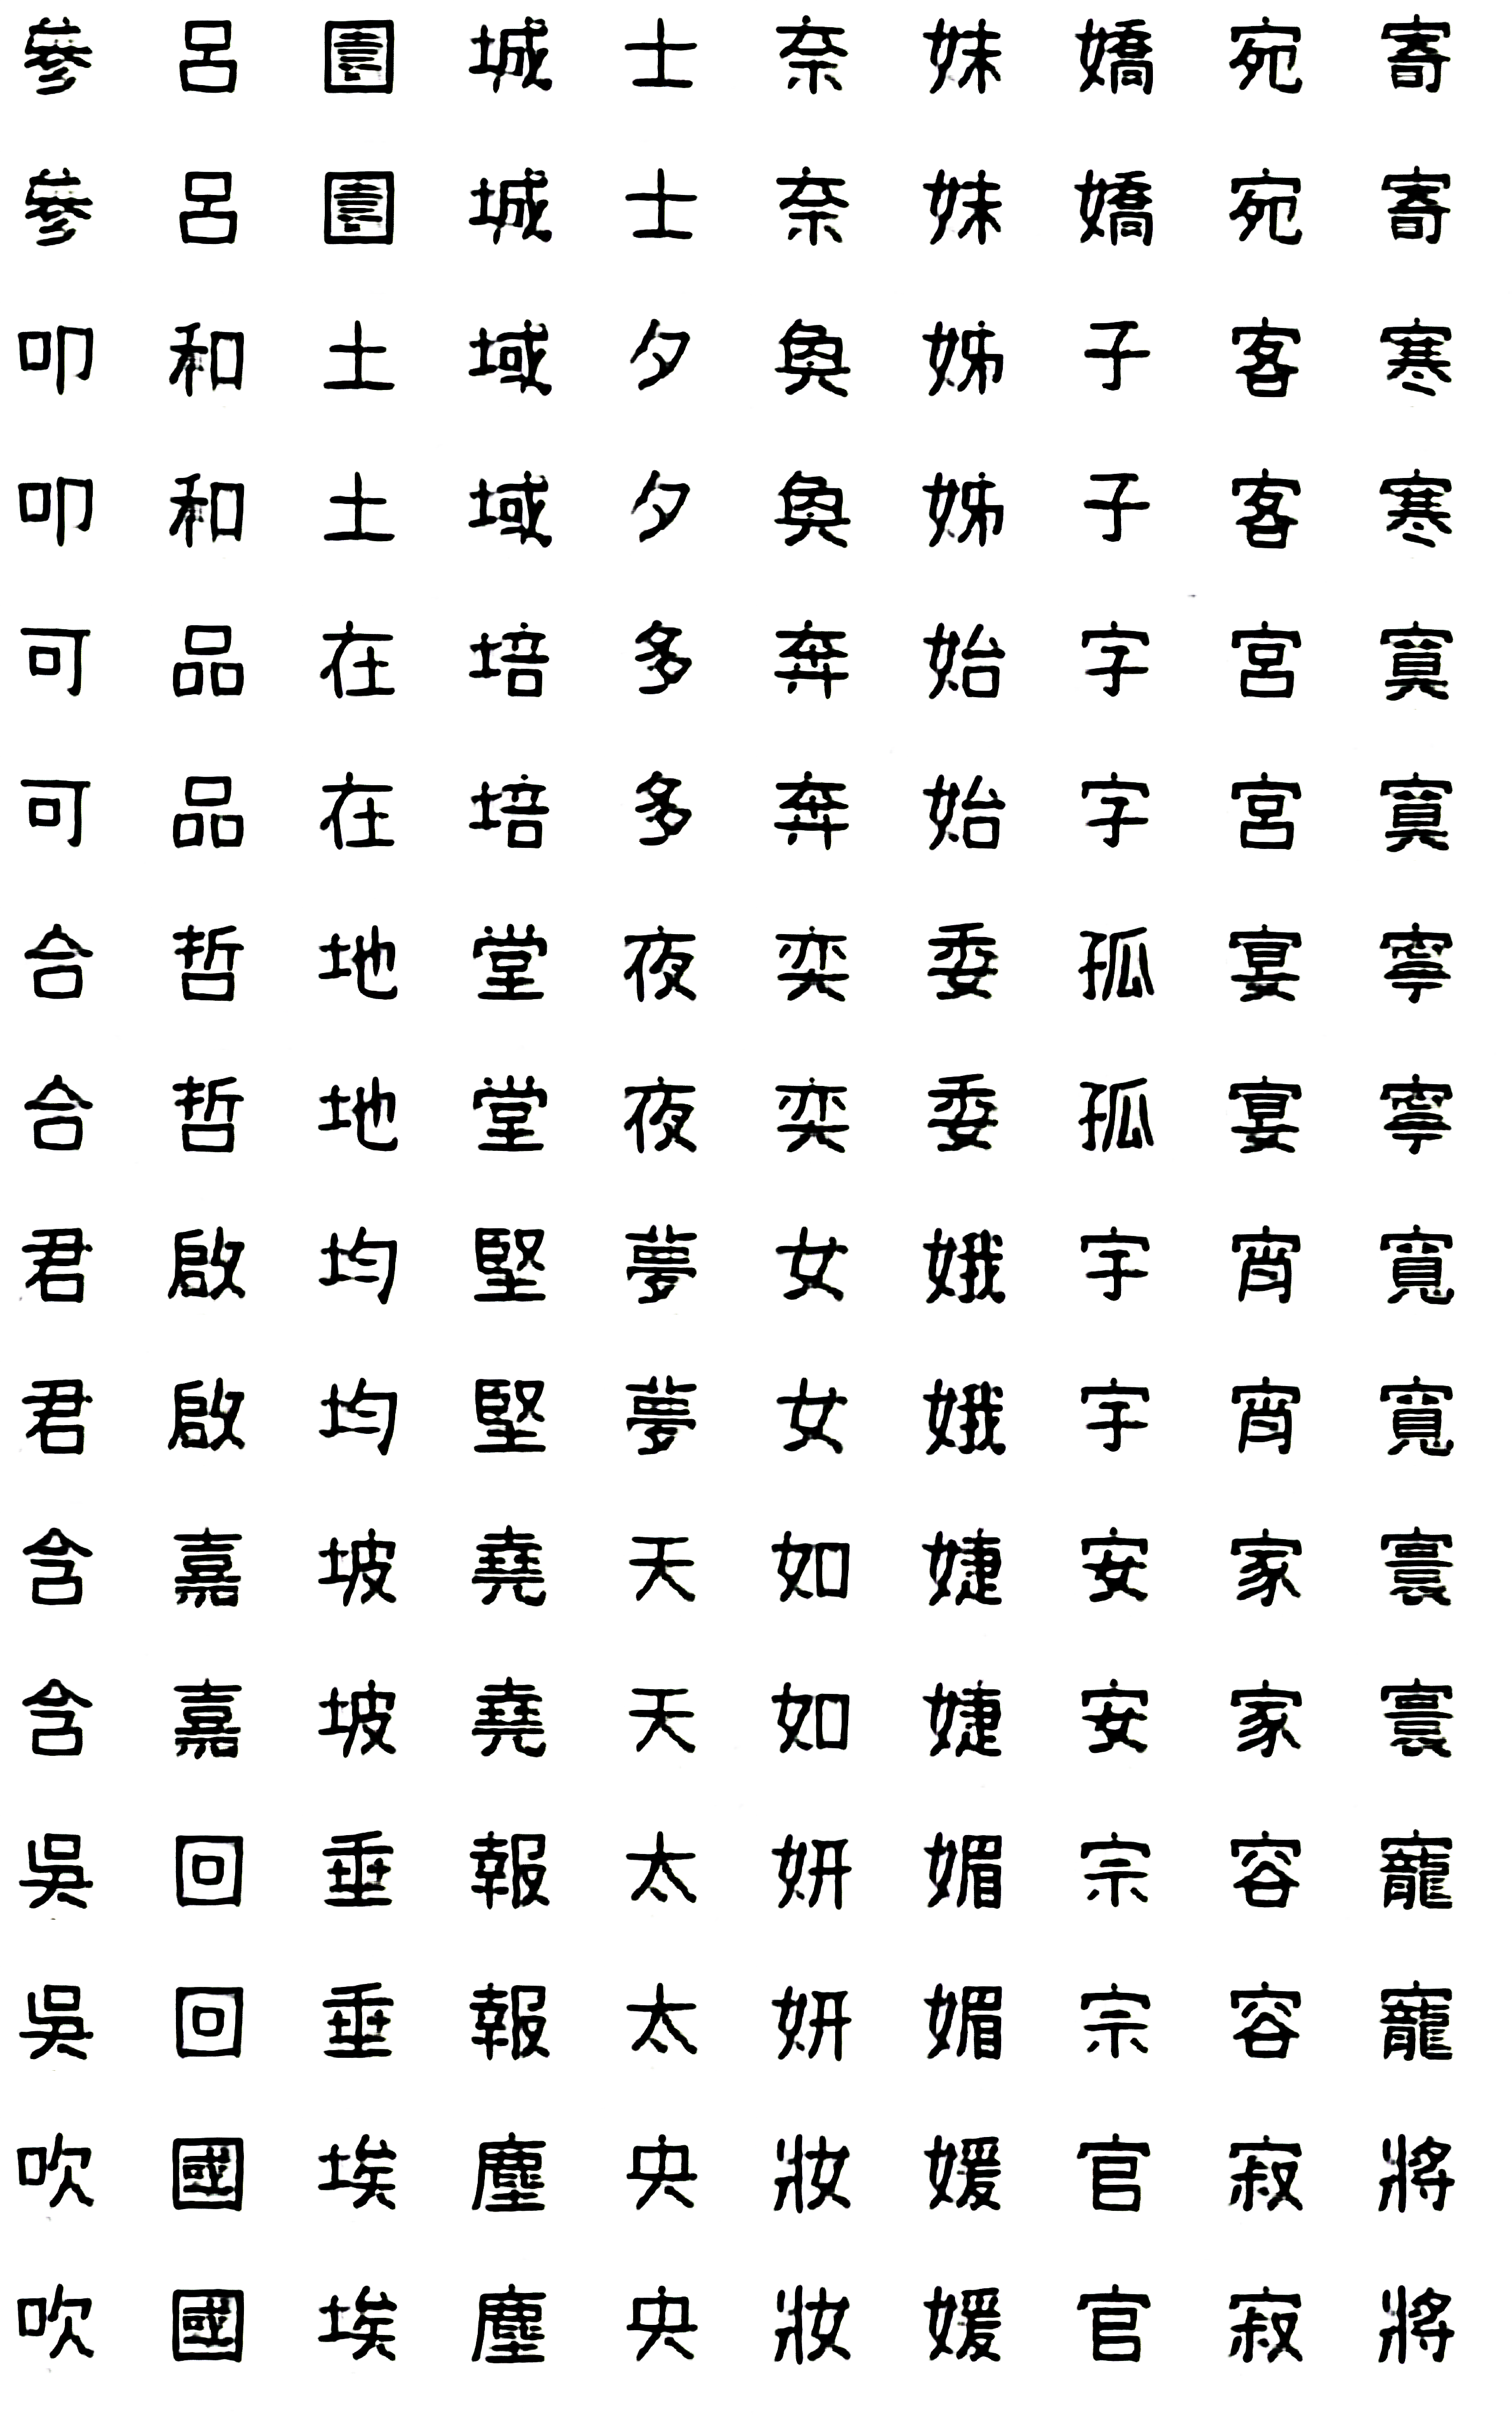 參 呂 園 城 士 奈 妹 嬌 宛 寄
參 呂 園 城 士 奈 妹 嬌 宛 寄
叩 和 土 域 夕 奐 姊 子 客 寒
叩 和 土 域 夕 奐 姊 子 客 寒
可 品 在 培 多 奔 始 字 宮 寞
可 品 在 培 多 奔 始 字 宮 寞
合 哲 地 堂 夜 奕 委 孤 宴 寧
合 哲 地 堂 夜 奕 委 孤 宴 寧
君 啟 均 堅 夢 女 娥 宇 宵 寬
君 啟 均 堅 夢 女 娥 宇 宵 寬
含 嘉 坡 堯 天 如 婕 安 家 寰
含 嘉 坡 堯 天 如 婕 安 家 寰
吳 回 垂 報 太 妍 媚 宗 容 寵
吳 回 垂 報 太 妍 媚 宗 容 寵
吹 國 埃 塵 央 妝 媛 官 寂 將
吹 國 埃 塵 央 妝 媛 官 寂 將